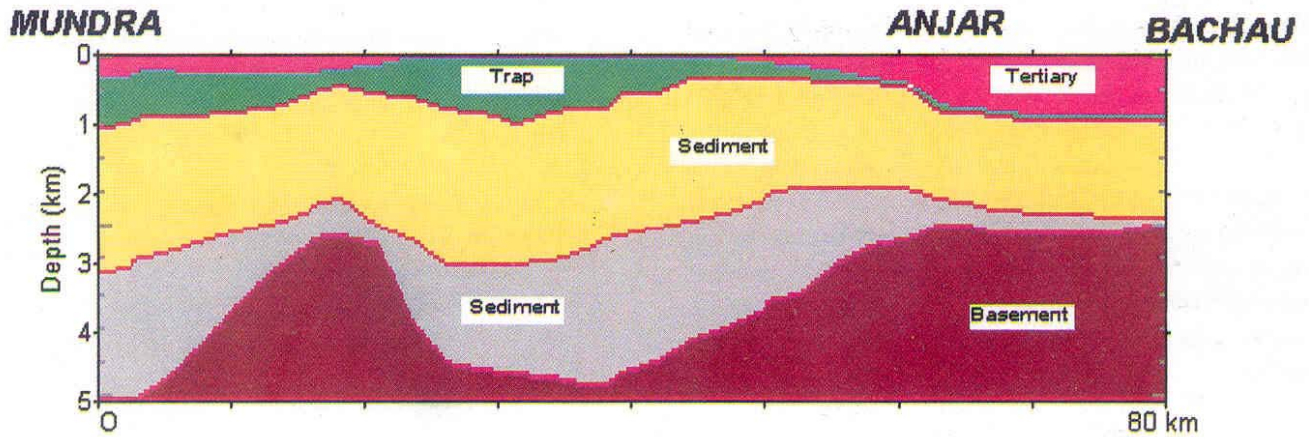 MUNDRA ANJAR BACHAU
0
Trap Tertiary
1
Sediment
2
Depth (km)
3
Sediment
4
Basement
5
O 80 km